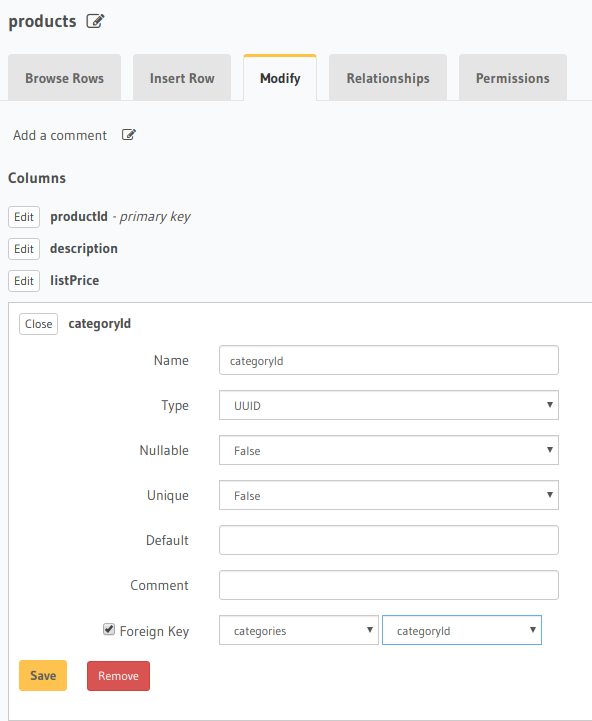 products
Browse Rows Insert Row Modify Relationships Permissions
Add a comment
Columns
Edit productId - primary key
Edit description
Edit listPrice
Close categoryId
Name categoryId
Type UUID
Nullable False
Unique False
Default
Comment
Foreign Key categories categoryId
Save Remove